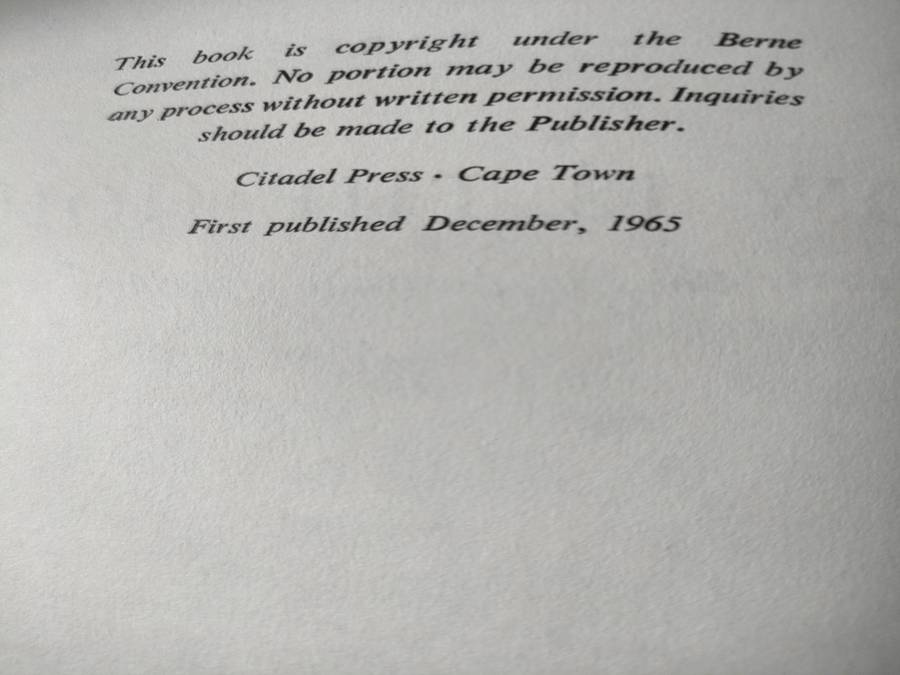 This book is copyright under the Berne
Convention. No portion may be reproduced by
any process without written permission. Inquiries
should be made to the Publisher.
Citadel Press · Cape Town
First published December, 1965